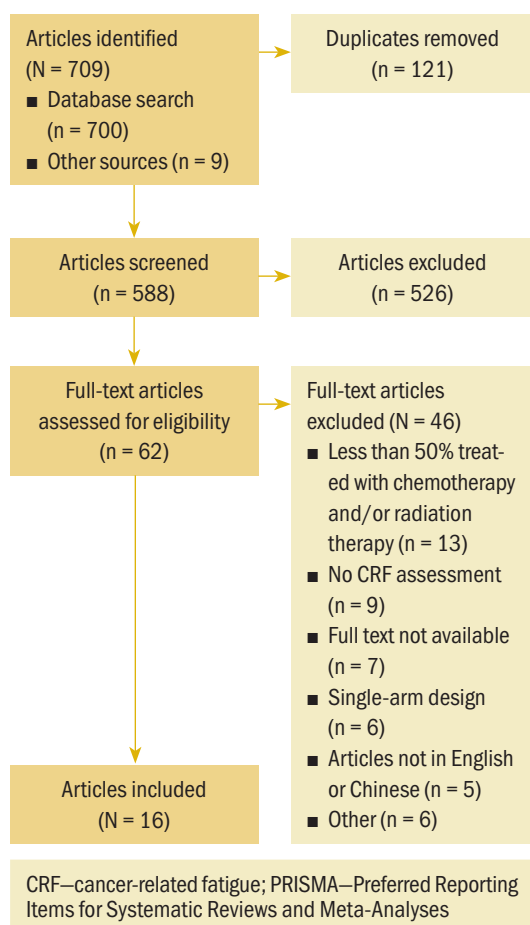 Articles identified
(N = 709)
■ Database search
(n = 700)
■ Other sources (n = 9)
Duplicates removed
(n = 121)
Articles screened
(n = 588)
Articles excluded
(n = 526)
Full-text articles
assessed for eligibility
(n = 62)
Full-text articles
excluded (N = 46)
■ Less than 50% treat-
ed with chemotherapy
and/or radiation
therapy (n = 13)
■ No CRF assessment
(n = 9)
■ Full text not available
(n = 7)
■ Single-arm design
(n = 6)
■ Articles not in English
or Chinese (n = 5)
■ Other (n = 6)
Articles included
(N = 16)
CRF—cancer-related fatigue; PRISMA—Preferred Reporting
Items for Systematic Reviews and Meta-Analyses